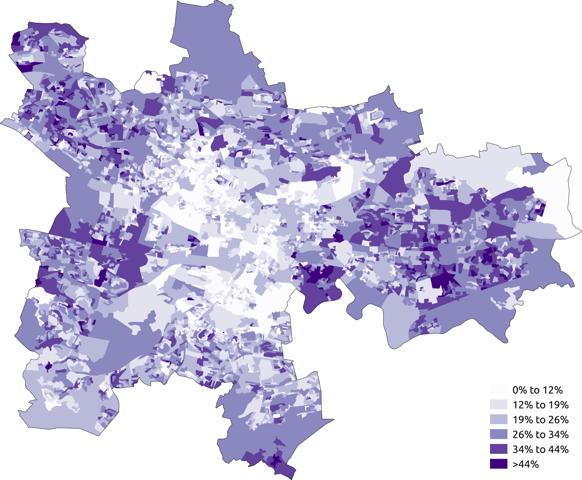 0% to 12%
12% to 19%
19% to 26%
26% to 34%
34% to 44%
>44%